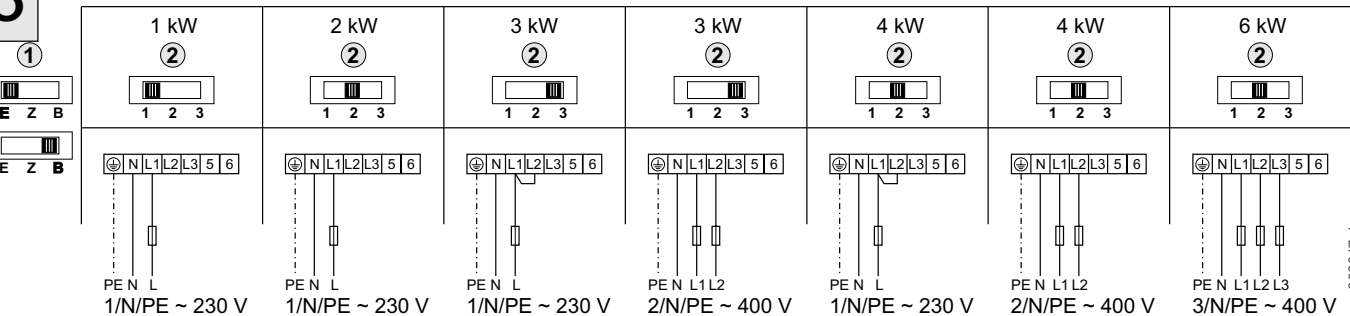 1 kW 2 kW 3 kW 3 kW 4 kW 4 kW 6 kW
1 2 2 2 2 2 2 2
E Z B 1 2 3 1 2 3 1 2 3 1 2 3 1 2 3 1 2 3 1 2 3
E Z B
N L1 L2 L3 5 6 N L1 L2 L3 5 6 N L1 L2 L3 5 6 N L1 L2 L3 5 6 N L1 L2 L3 5 6 N L1 L2 L3 5 6 N L1 L2 L3 5 6
PE N L PE N L PE N L PE N L1 L2 PE N L PE N L1 L2 PE N L1 L2 L3
1/N/PE ~ 230 V 1/N/PE ~ 230 V 1/N/PE ~ 230 V 2/N/PE ~ 400 V 1/N/PE ~ 230 V 2/N/PE ~ 400 V 3/N/PE ~ 400 V